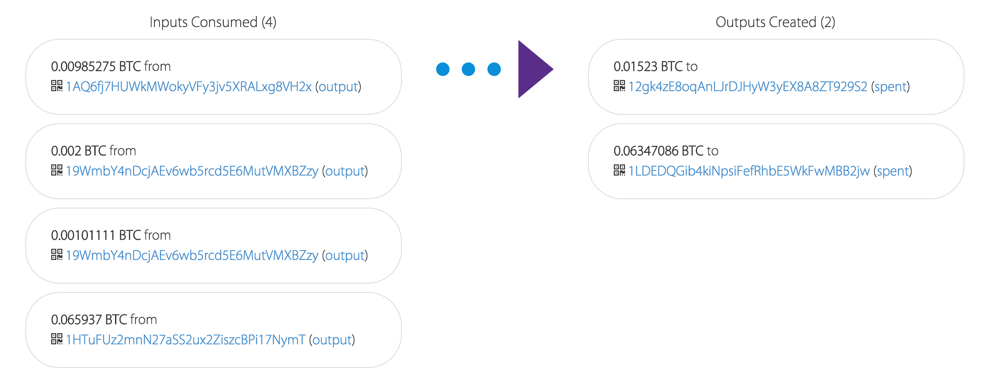 Inputs Consumed (4)
0.00985275 BTC from
1AQ6fj7HUWkMWokyVFy3jv5XRALxg8VH2x (output)
0.002 BTC from
19WmbY4nDcjAEv6wb5rcd5E6MutVMXBZzy (output)
0.00101111 BTC from
19WmbY4nDcjAEv6wb5rcd5E6MutVMXBZzy (output)
0.065937 BTC from
1HTuFUz2mnN27aSS2ux2ZiszcBPi17NymT (output)
Outputs Created (2)
0.01523 BTC to
12gk4zE8oqAnLJrDJHyW3yEX8A8ZT929S2 (spent)
0.06347086 BTC to
1LDEDQGib4kiNpsiFefRhbE5WkFwMBB2jw (spent)